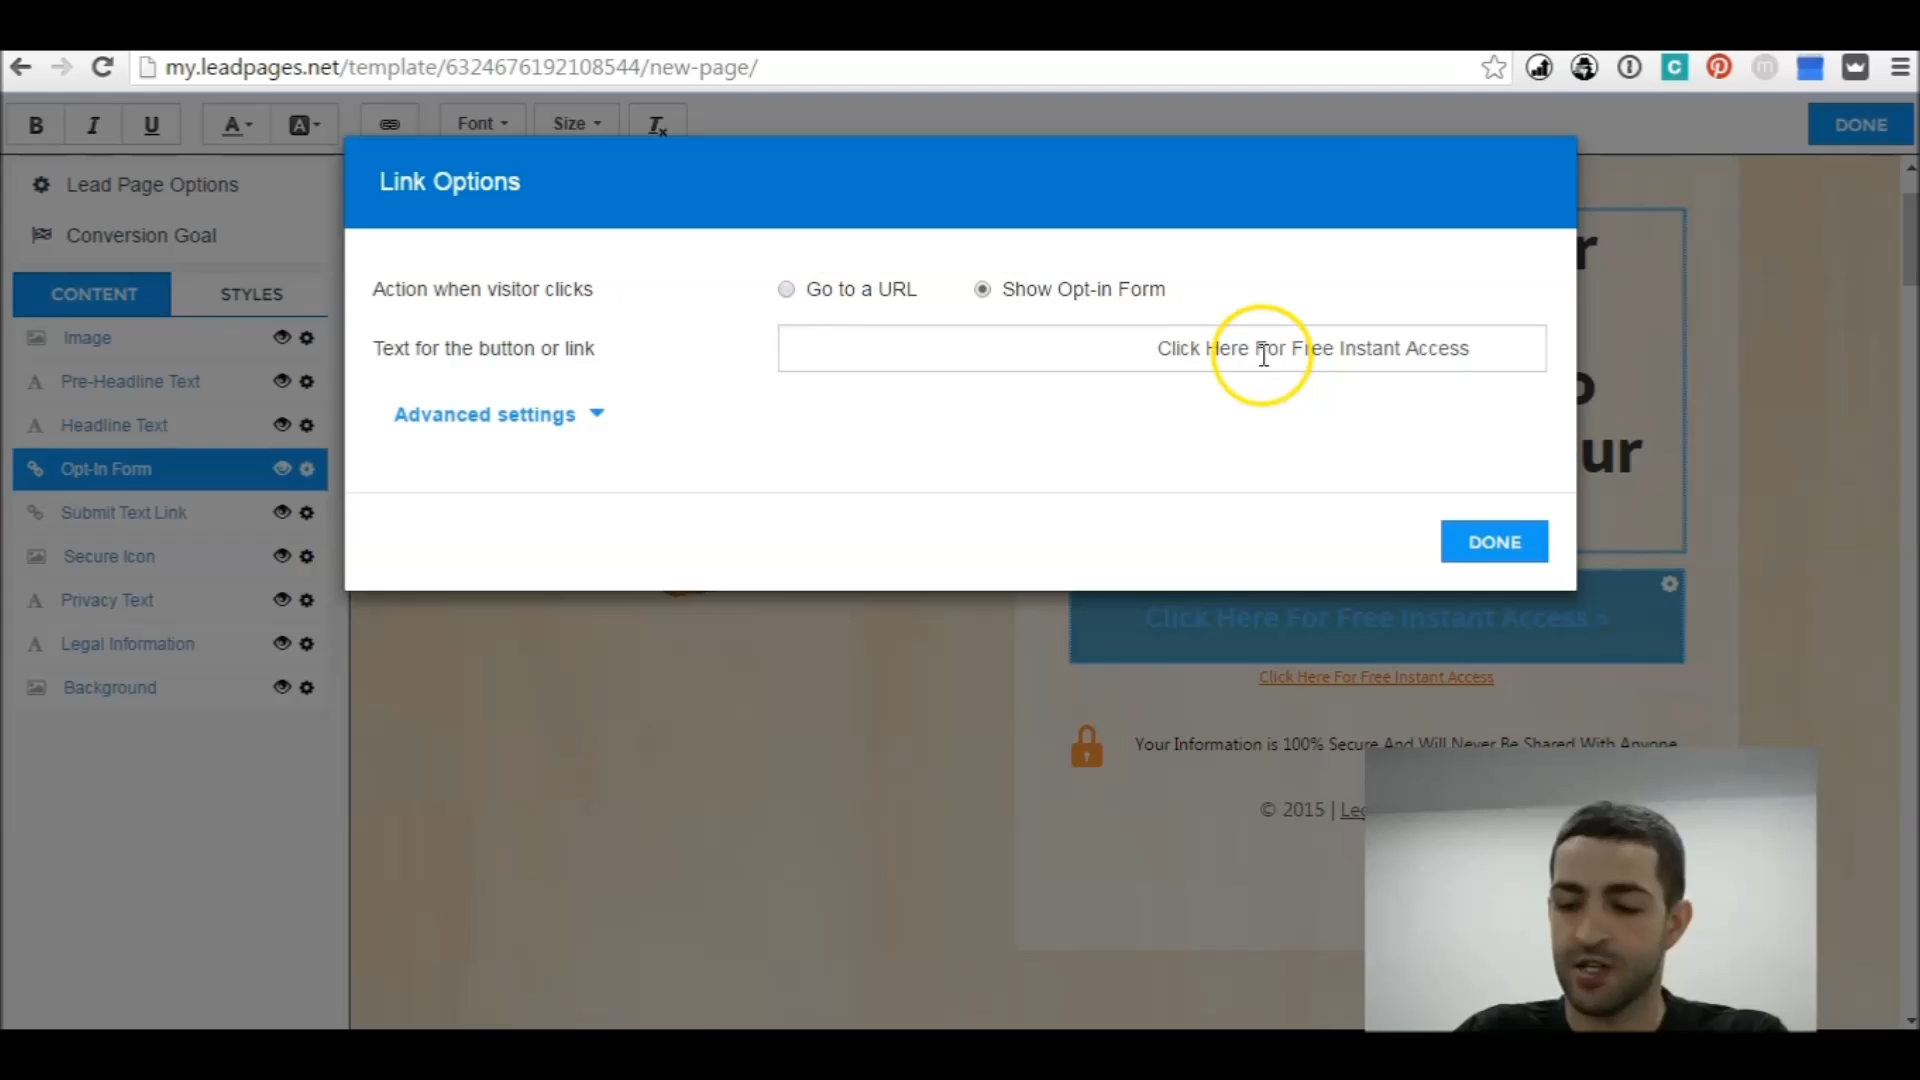 my.leadpages.net/template/6324676192108544/new-page/
B I U A A Font Size Tx
DONE
Lead Page Options
Conversion Goal
CONTENT STYLES
Image
Pre-Headline Text
Headline Text
Opt-In Form
Submit Text Link
Secure Icon
Privacy Text
Legal Information
Background
Link Options
Action when visitor clicks Go to a URL Show Opt-in Form
Text for the button or link Click Here For Free Instant Access
Advanced settings
DONE
ur
Click Here For Free Instant Access »
Click Here For Free Instant Access
Your Information is 100% Secure And Will Never Be Shared With Anyone
© 2015 |